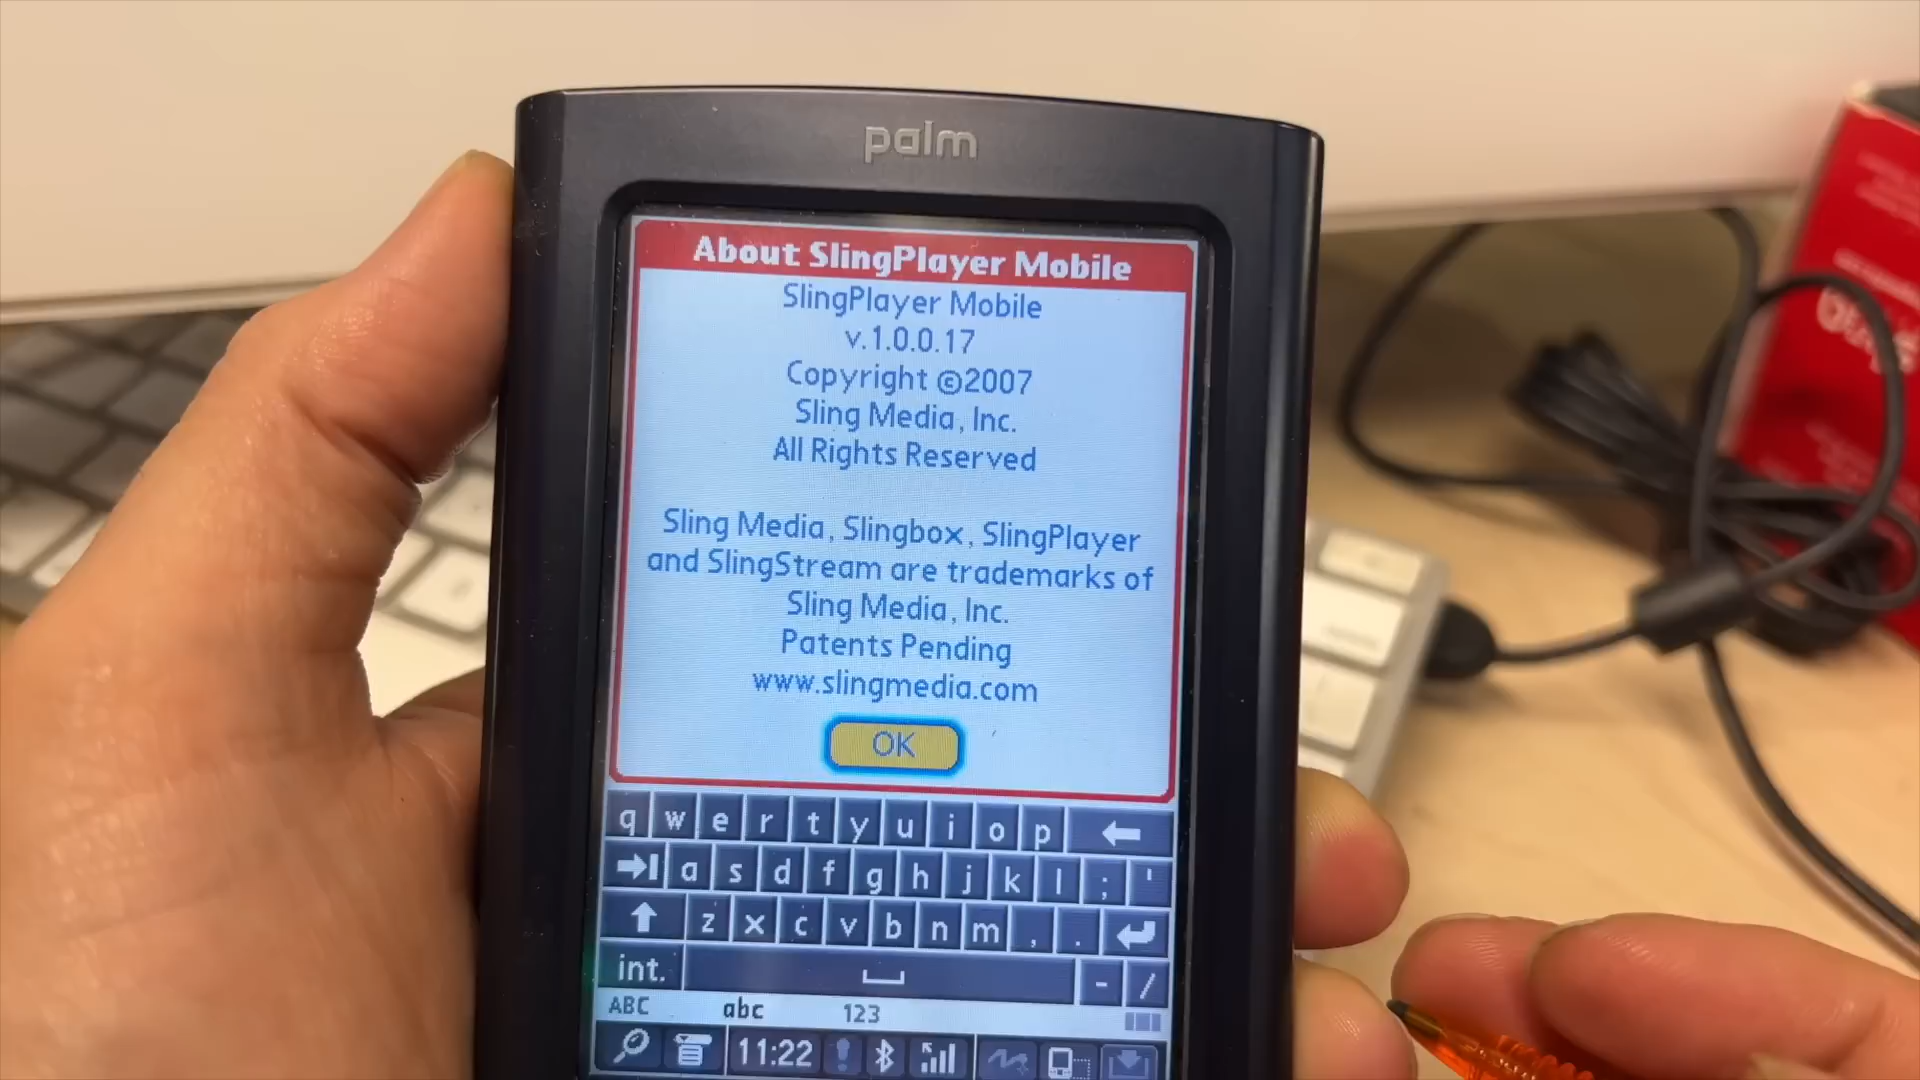 palm
About SlingPlayer Mobile
SlingPlayer Mobile
v.1.0.0.17
Copyright ©2007
Sling Media, Inc.
All Rights Reserved
Sling Media, Slingbox, SlingPlayer
and SlingStream are trademarks of
Sling Media, Inc.
Patents Pending
www.slingmedia.com
OK
q w e r t y u i o p
a s d f g h j k l ; '
z x c v b n m , .
int. - /
ABC abc 123
11:22